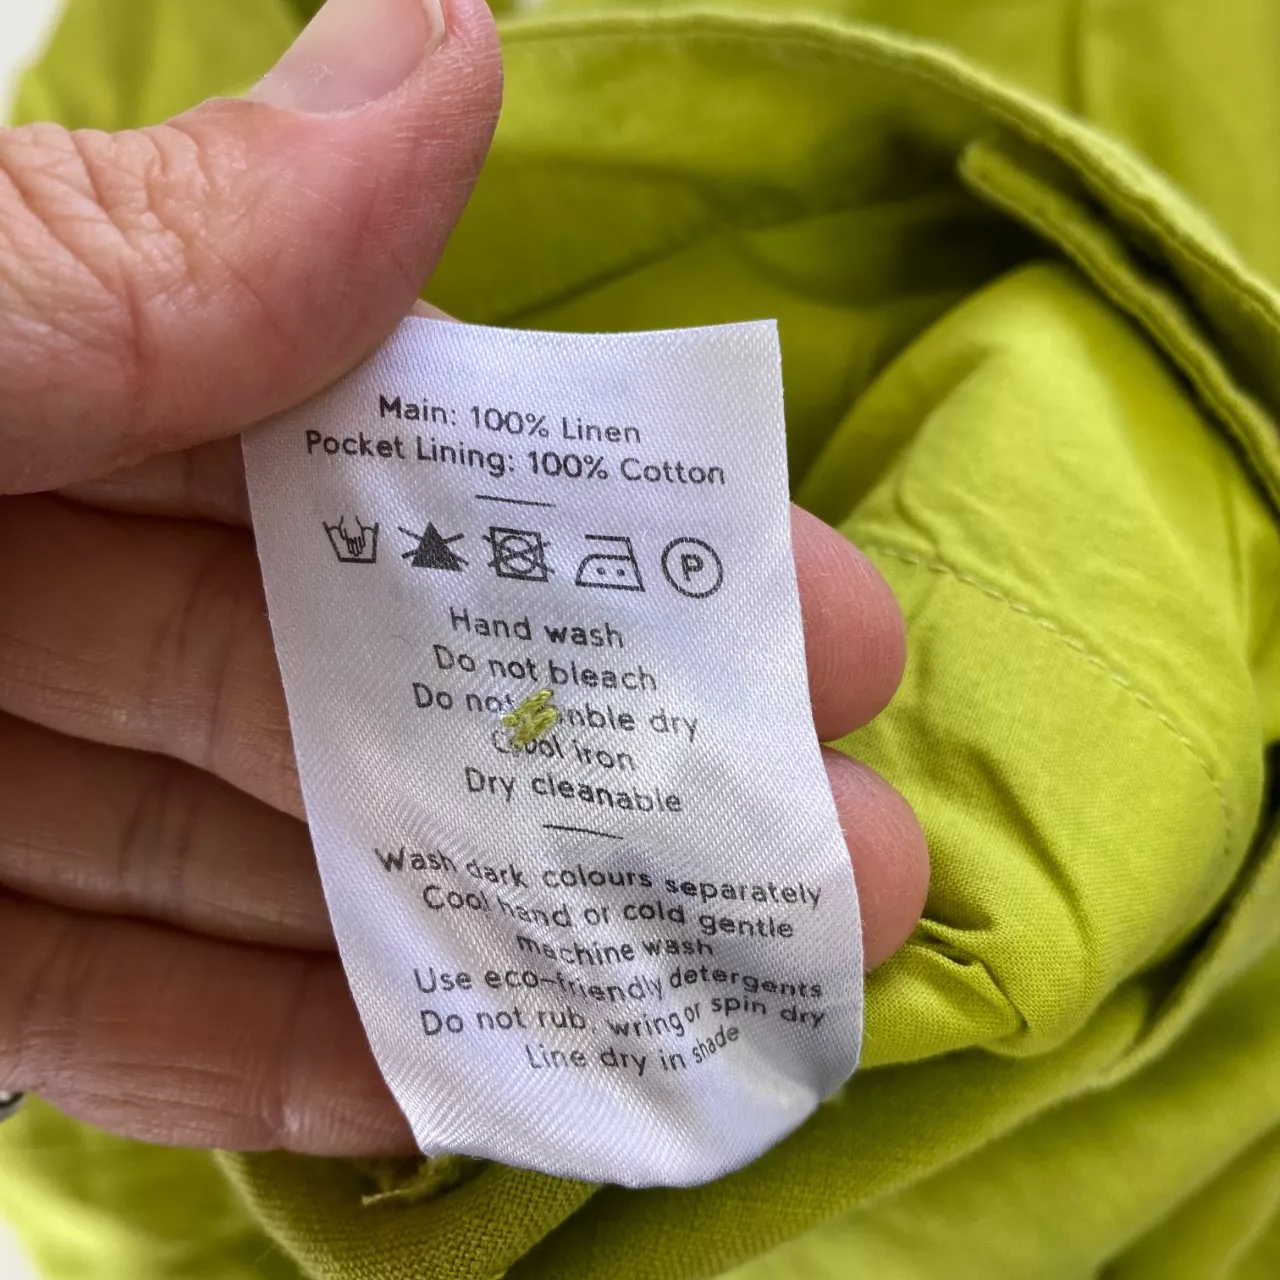 Main: 100% Linen
Pocket Lining: 100% Cotton
P
Hand wash
Do not bleach
Do not dry
Cool iron
Dry cleanable
Wash dark colours separately
Cool hand or cold gentle
machine wash
Use eco-friendly detergents
Do not rub, wring or spin dry
Line dry in shade